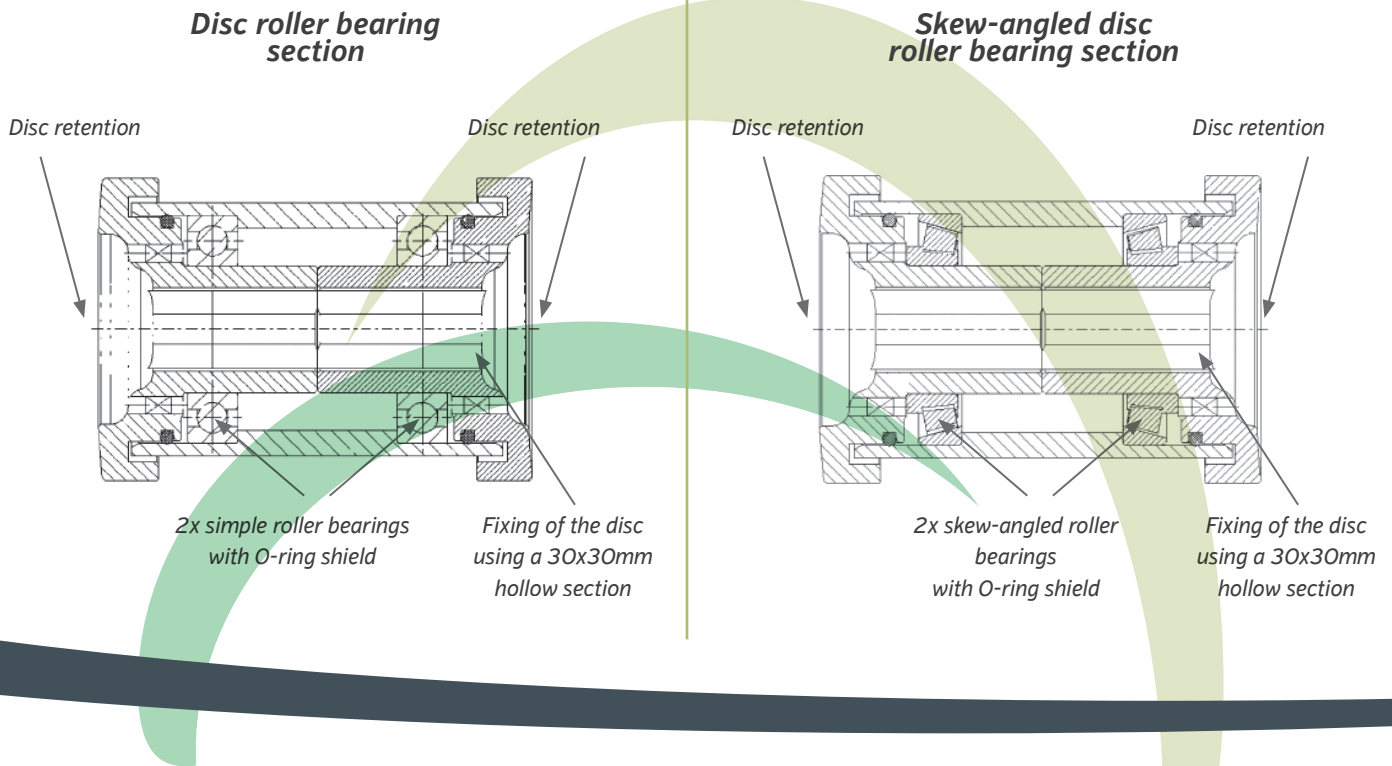 Disc roller bearing
section
Disc retention
Disc retention
2x simple roller bearings
with O-ring shield
Fixing of the disc
using a 30x30mm
hollow section
Skew-angled disc
roller bearing section
Disc retention
Disc retention
2x skew-angled roller
bearings
with O-ring shield
Fixing of the disc
using a 30x30mm
hollow section